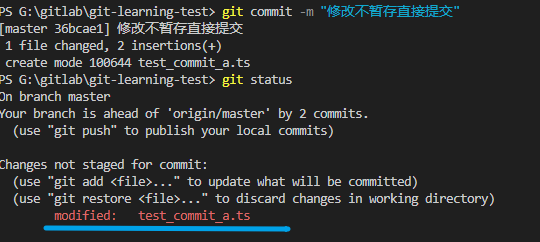 PS G:\gitlab\git-learning-test> git commit -m "修改不暂存直接提交"
[master 36bcae1] 修改不暂存直接提交
 1 file changed, 2 insertions(+)
 create mode 100644 test_commit_a.ts
PS G:\gitlab\git-learning-test> git status
On branch master
Your branch is ahead of 'origin/master' by 2 commits.
  (use "git push" to publish your local commits)

Changes not staged for commit:
  (use "git add <file>..." to update what will be committed)
  (use "git restore <file>..." to discard changes in working directory)
        modified:   test_commit_a.ts